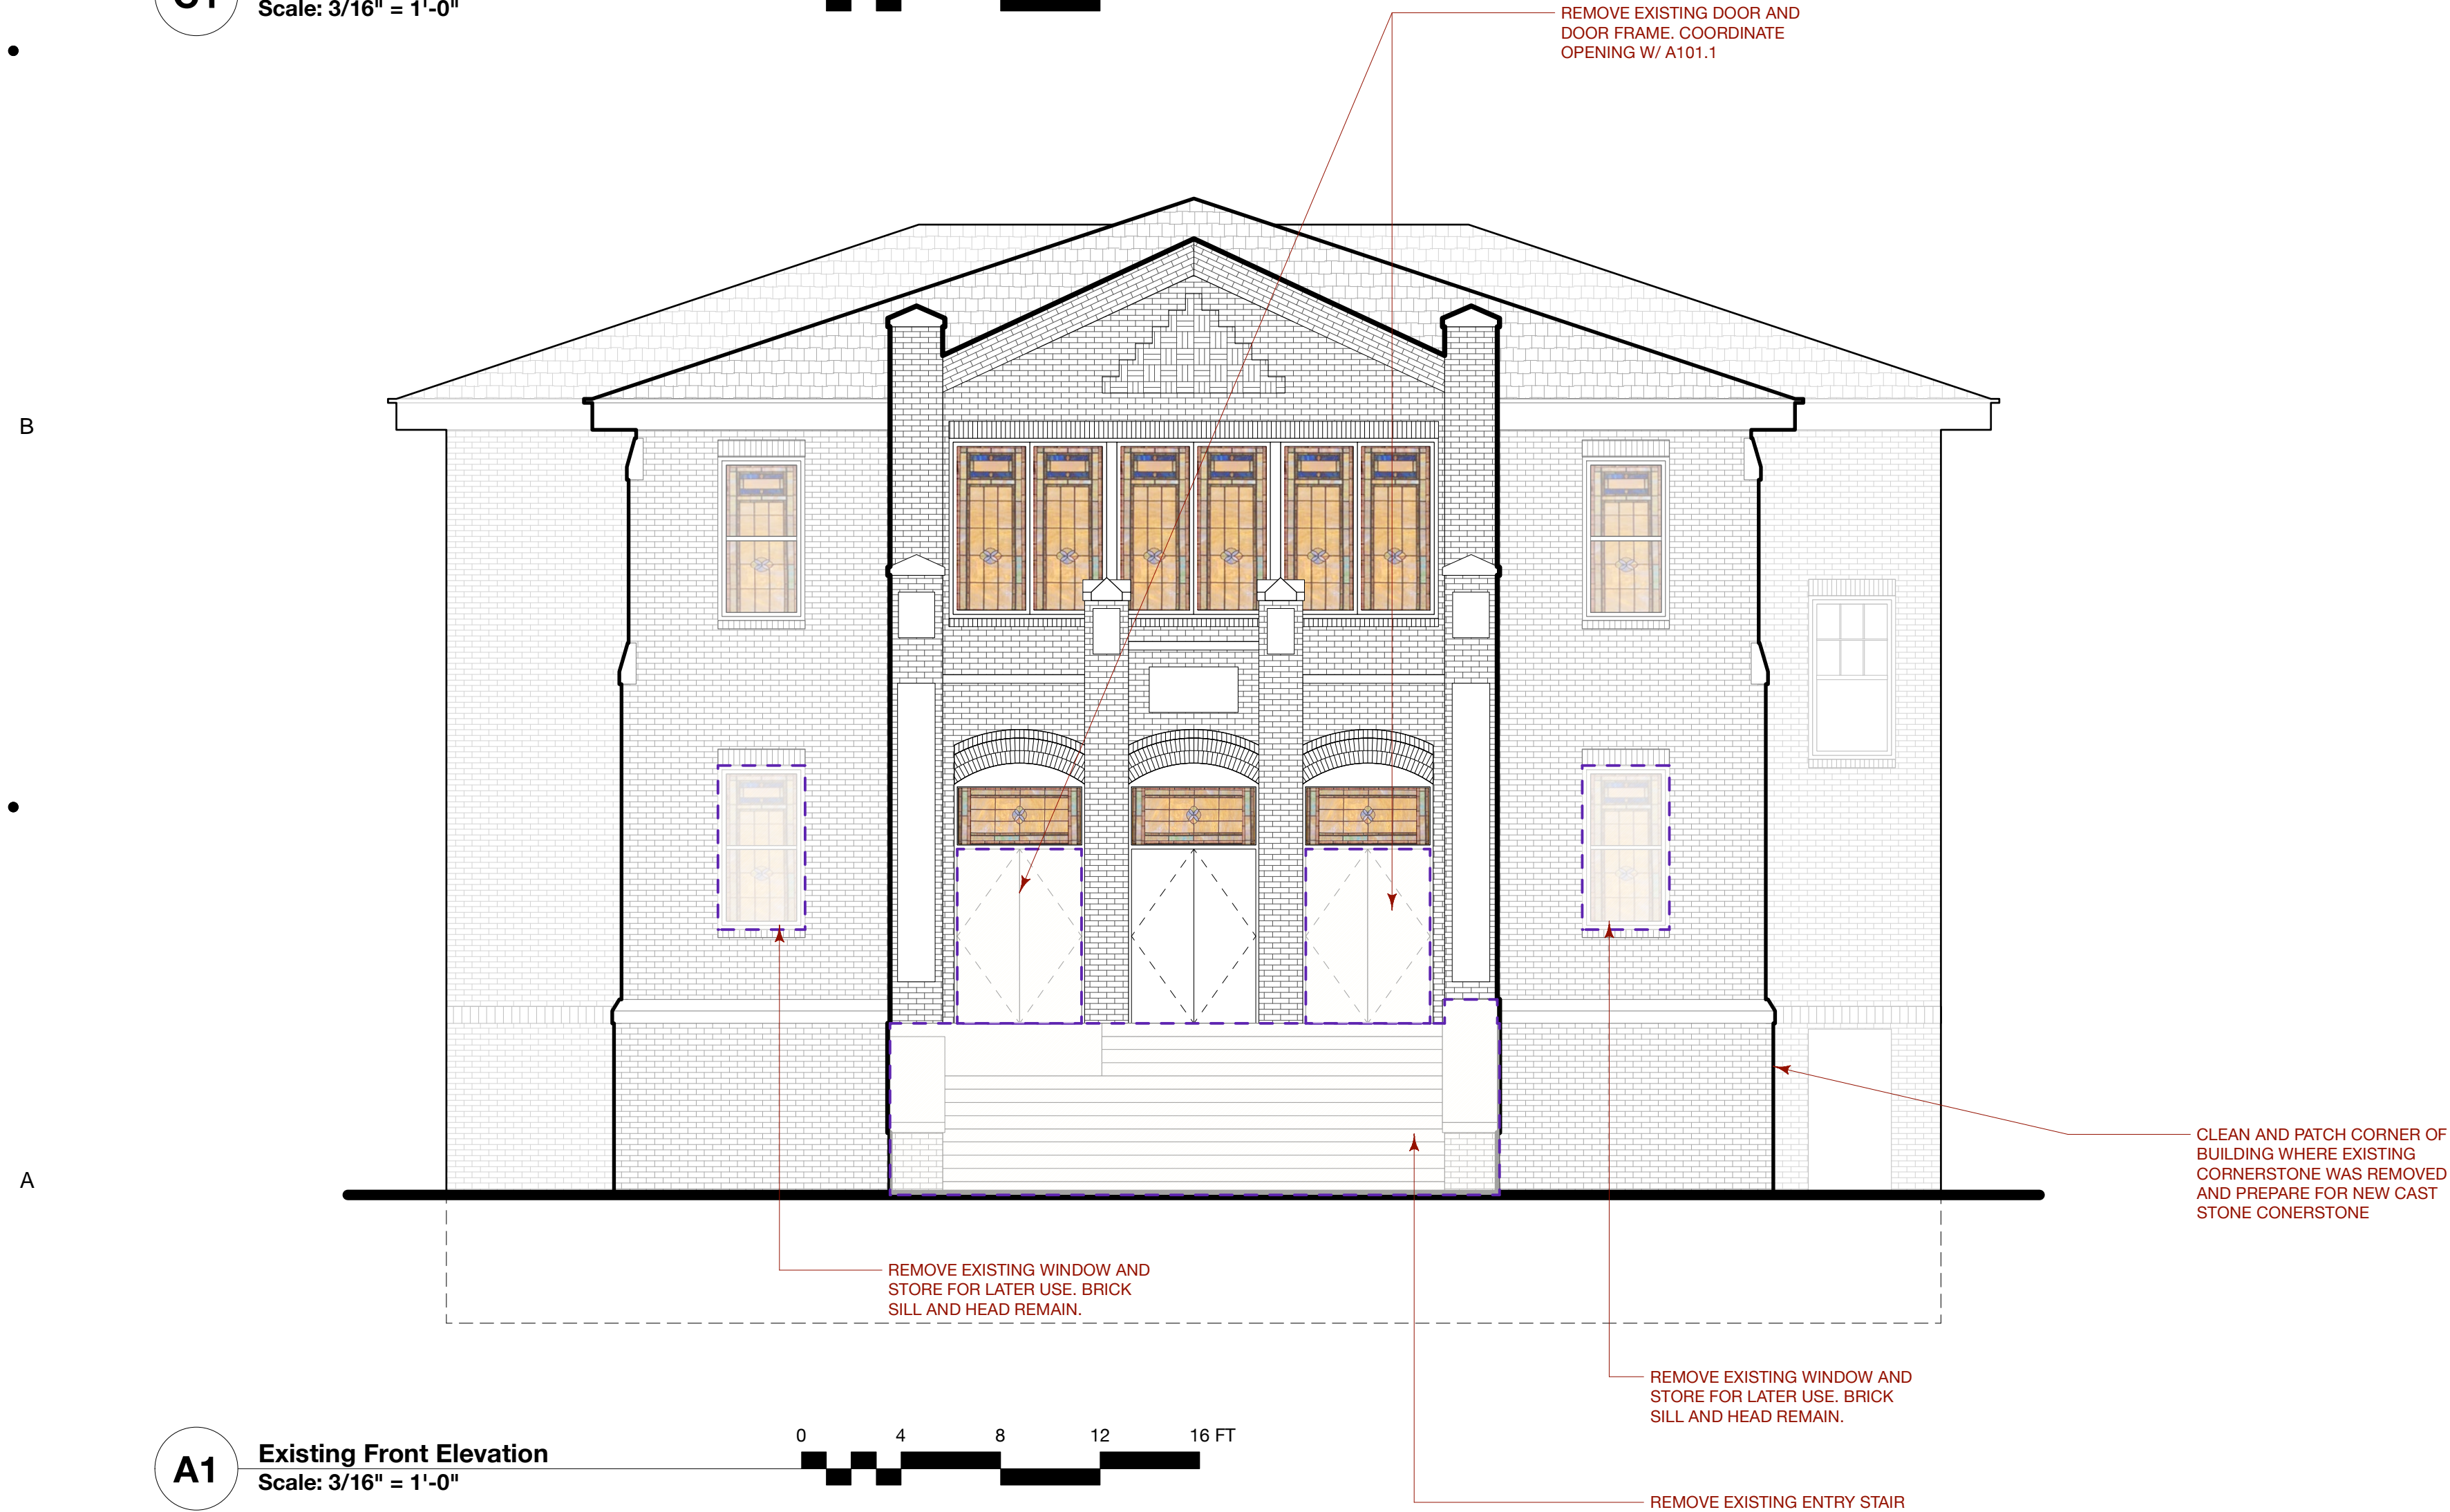 Scale: 3/16" = 1'-0"
REMOVE EXISTING DOOR AND
DOOR FRAME. COORDINATE
OPENING W/ A101.1
B
A
CLEAN AND PATCH CORNER OF
BUILDING WHERE EXISTING
CORNERSTONE WAS REMOVED
AND PREPARE FOR NEW CAST
STONE CONERSTONE
REMOVE EXISTING WINDOW AND
STORE FOR LATER USE. BRICK
SILL AND HEAD REMAIN.
REMOVE EXISTING WINDOW AND
STORE FOR LATER USE. BRICK
SILL AND HEAD REMAIN.
A1
Existing Front Elevation
Scale: 3/16" = 1'-0"
0 4 8 12 16 FT
REMOVE EXISTING ENTRY STAIR